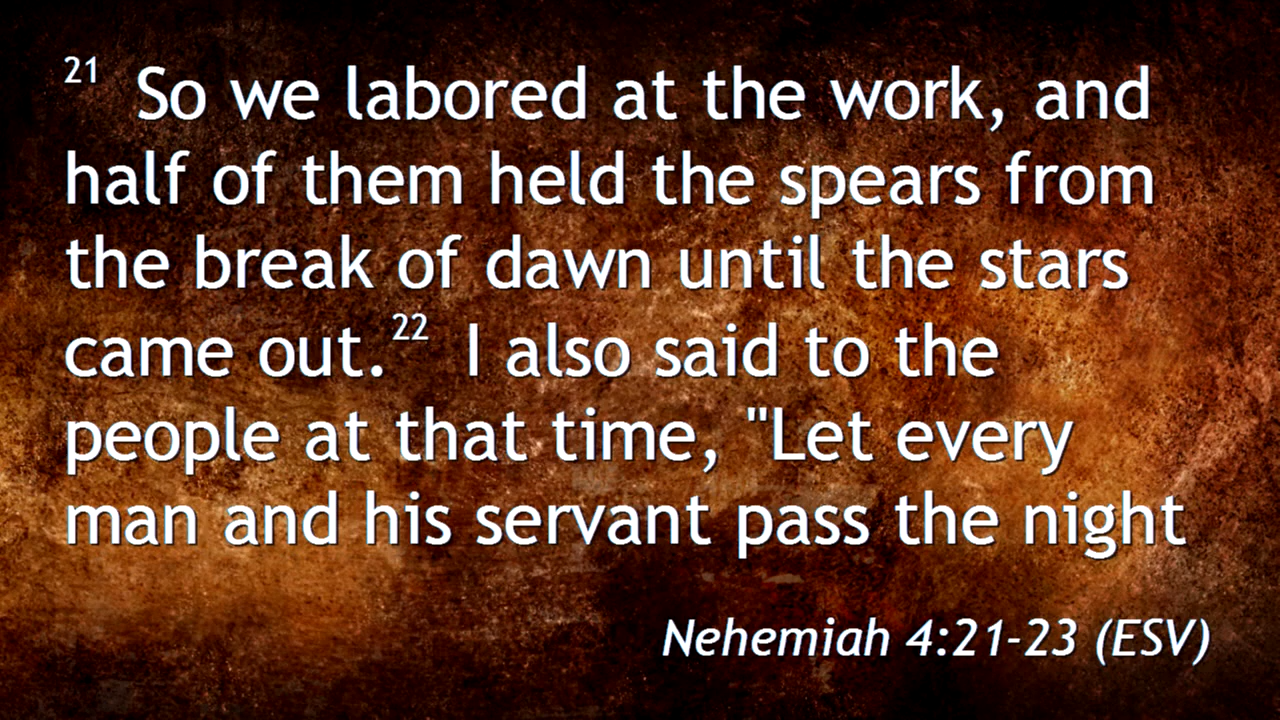 21 So we labored at the work, and
half of them held the spears from
the break of dawn until the stars
came out. 22 I also said to the
people at that time, "Let every
man and his servant pass the night
Nehemiah 4:21-23 (ESV)